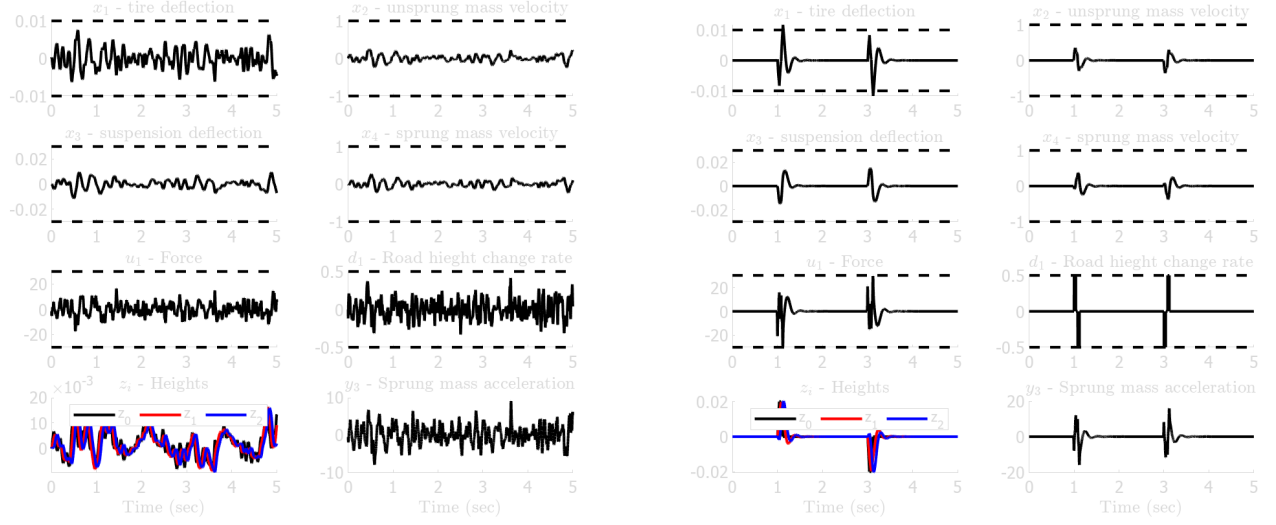 x₁ - tire deflection
0.01
0
-0.01
0 1 2 3 4 5
x₂ - unsprung mass velocity
1
0
-1
0 1 2 3 4 5
x₃ - suspension deflection
0.02
0
-0.02
0 1 2 3 4 5
x₄ - sprung mass velocity
1
0
-1
0 1 2 3 4 5
u₁ - Force
20
0
-20
0 1 2 3 4 5
d₁ - Road hieght change rate
0.5
0
-0.5
0 1 2 3 4 5
zᵢ - Heights
×10⁻³
20
10
0
z₀ z₁ z₂
0 1 2 3 4 5
Time (sec)
y₃ - Sprung mass acceleration
10
0
-10
0 1 2 3 4 5
Time (sec)
x₁ - tire deflection
0.01
0
-0.01
0 1 2 3 4 5
x₂ - unsprung mass velocity
1
0
-1
0 1 2 3 4 5
x₃ - suspension deflection
0.02
0
-0.02
0 1 2 3 4 5
x₄ - sprung mass velocity
1
0
-1
0 1 2 3 4 5
u₁ - Force
20
0
-20
0 1 2 3 4 5
d₁ - Road hieght change rate
0.5
0
-0.5
0 1 2 3 4 5
zᵢ - Heights
0.02
0
-0.02
z₀ z₁ z₂
0 1 2 3 4 5
Time (sec)
y₃ - Sprung mass acceleration
20
0
-20
0 1 2 3 4 5
Time (sec)